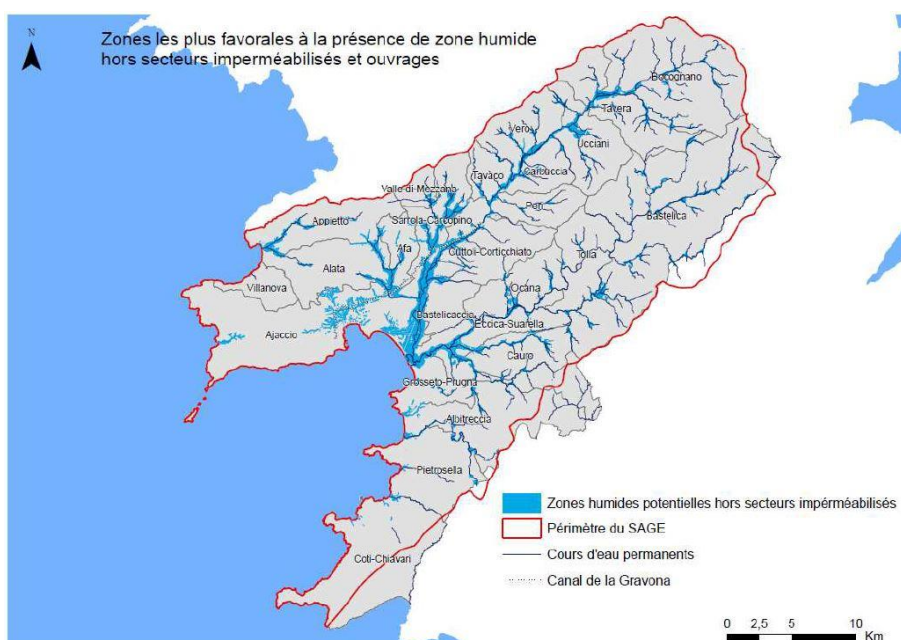 N
Zones les plus favorales à la présence de zone humide
hors secteurs imperméabilisés et ouvrages
Bocognano
Tavera
Vero
Ucciani
Carbuccia
Tavaco
Valle-di-Mezzana
Peri
Bastelica
Appietto
Sarrola-Carcopino
Afa
Cuttoli-Corticchiato
Tolla
Alata
Villanova
Ocana
Bastelicaccia
Eccica-Suarella
Ajaccio
Cauro
Grosseto-Prugna
Albitreccia
Pietrosella
Coti-Chiavari
Zones humides potentielles hors secteurs impérméabilisés
Périmètre du SAGE
Cours d'eau permanents
Canal de la Gravona
0 2,5 5 10
Km